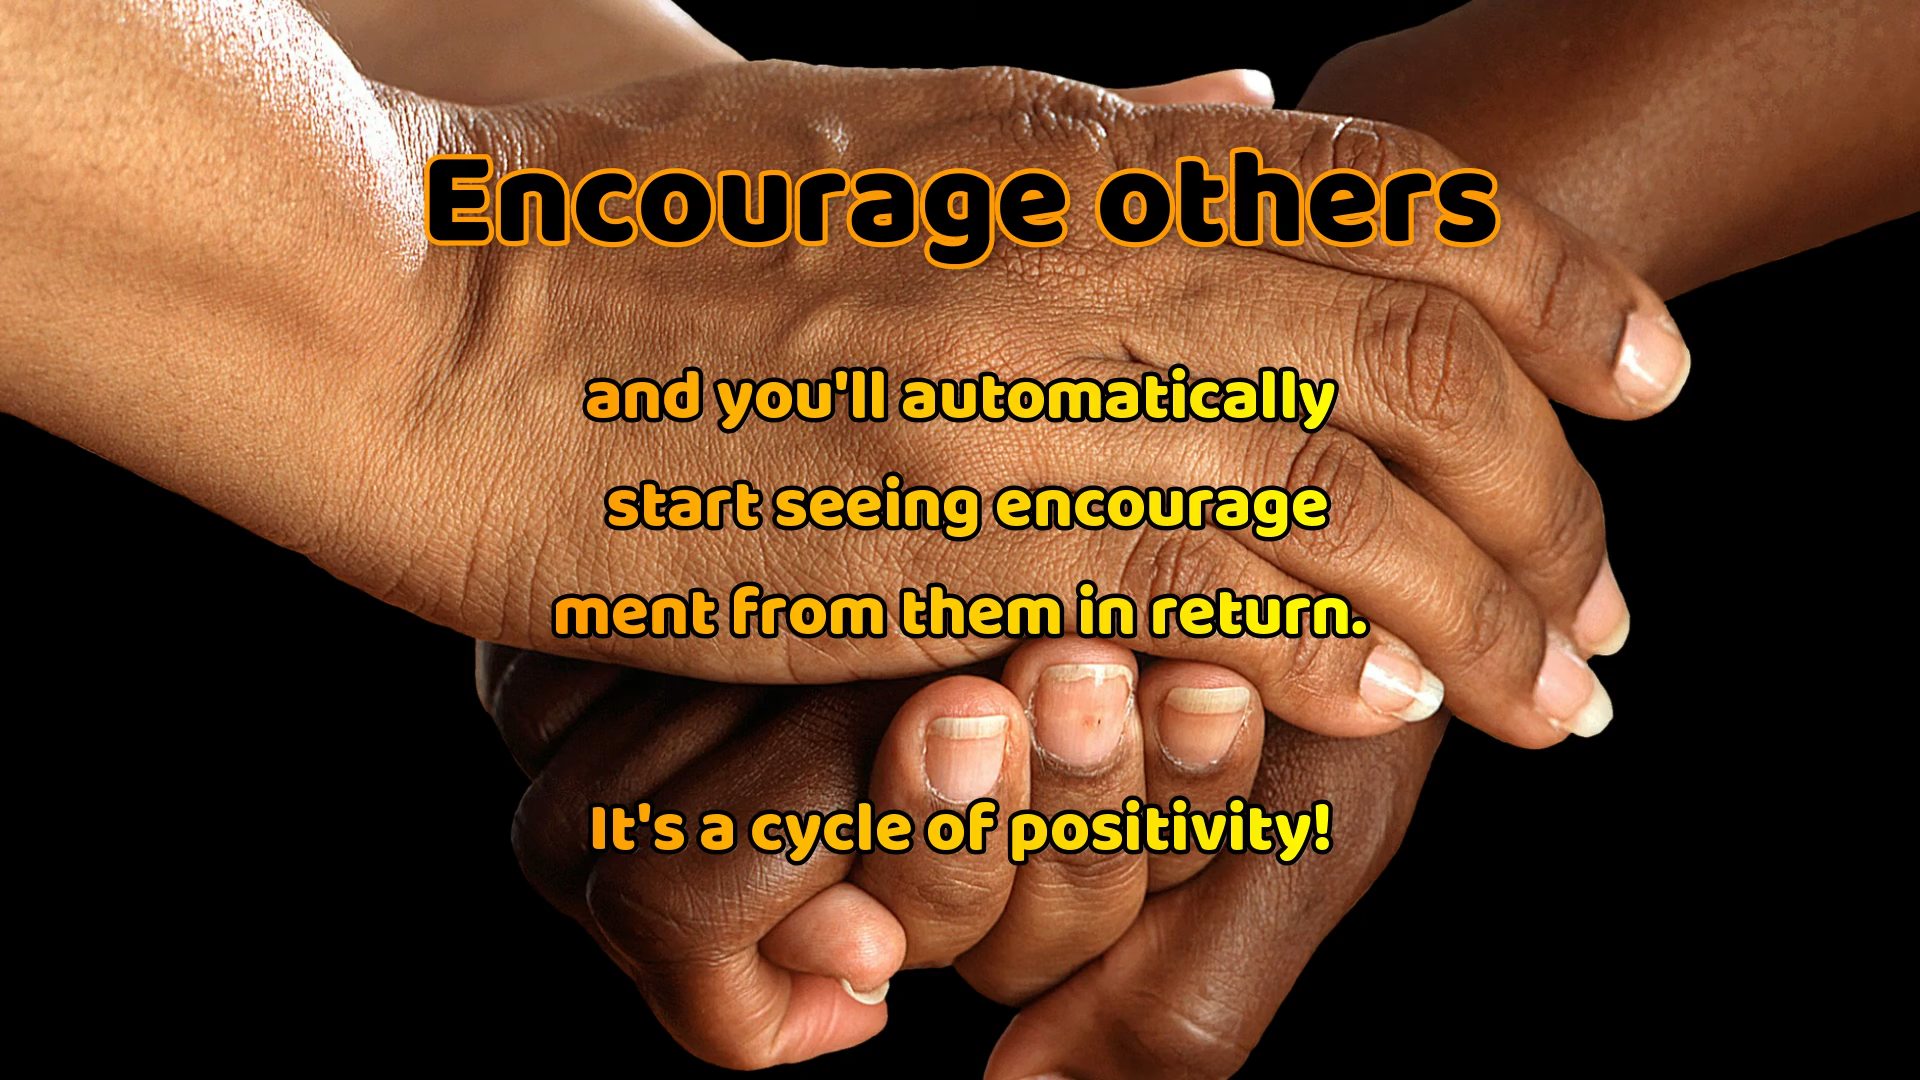 Encourage others
and you'll automatically
start seeing encourage
ment from them in return.
It's a cycle of positivity!